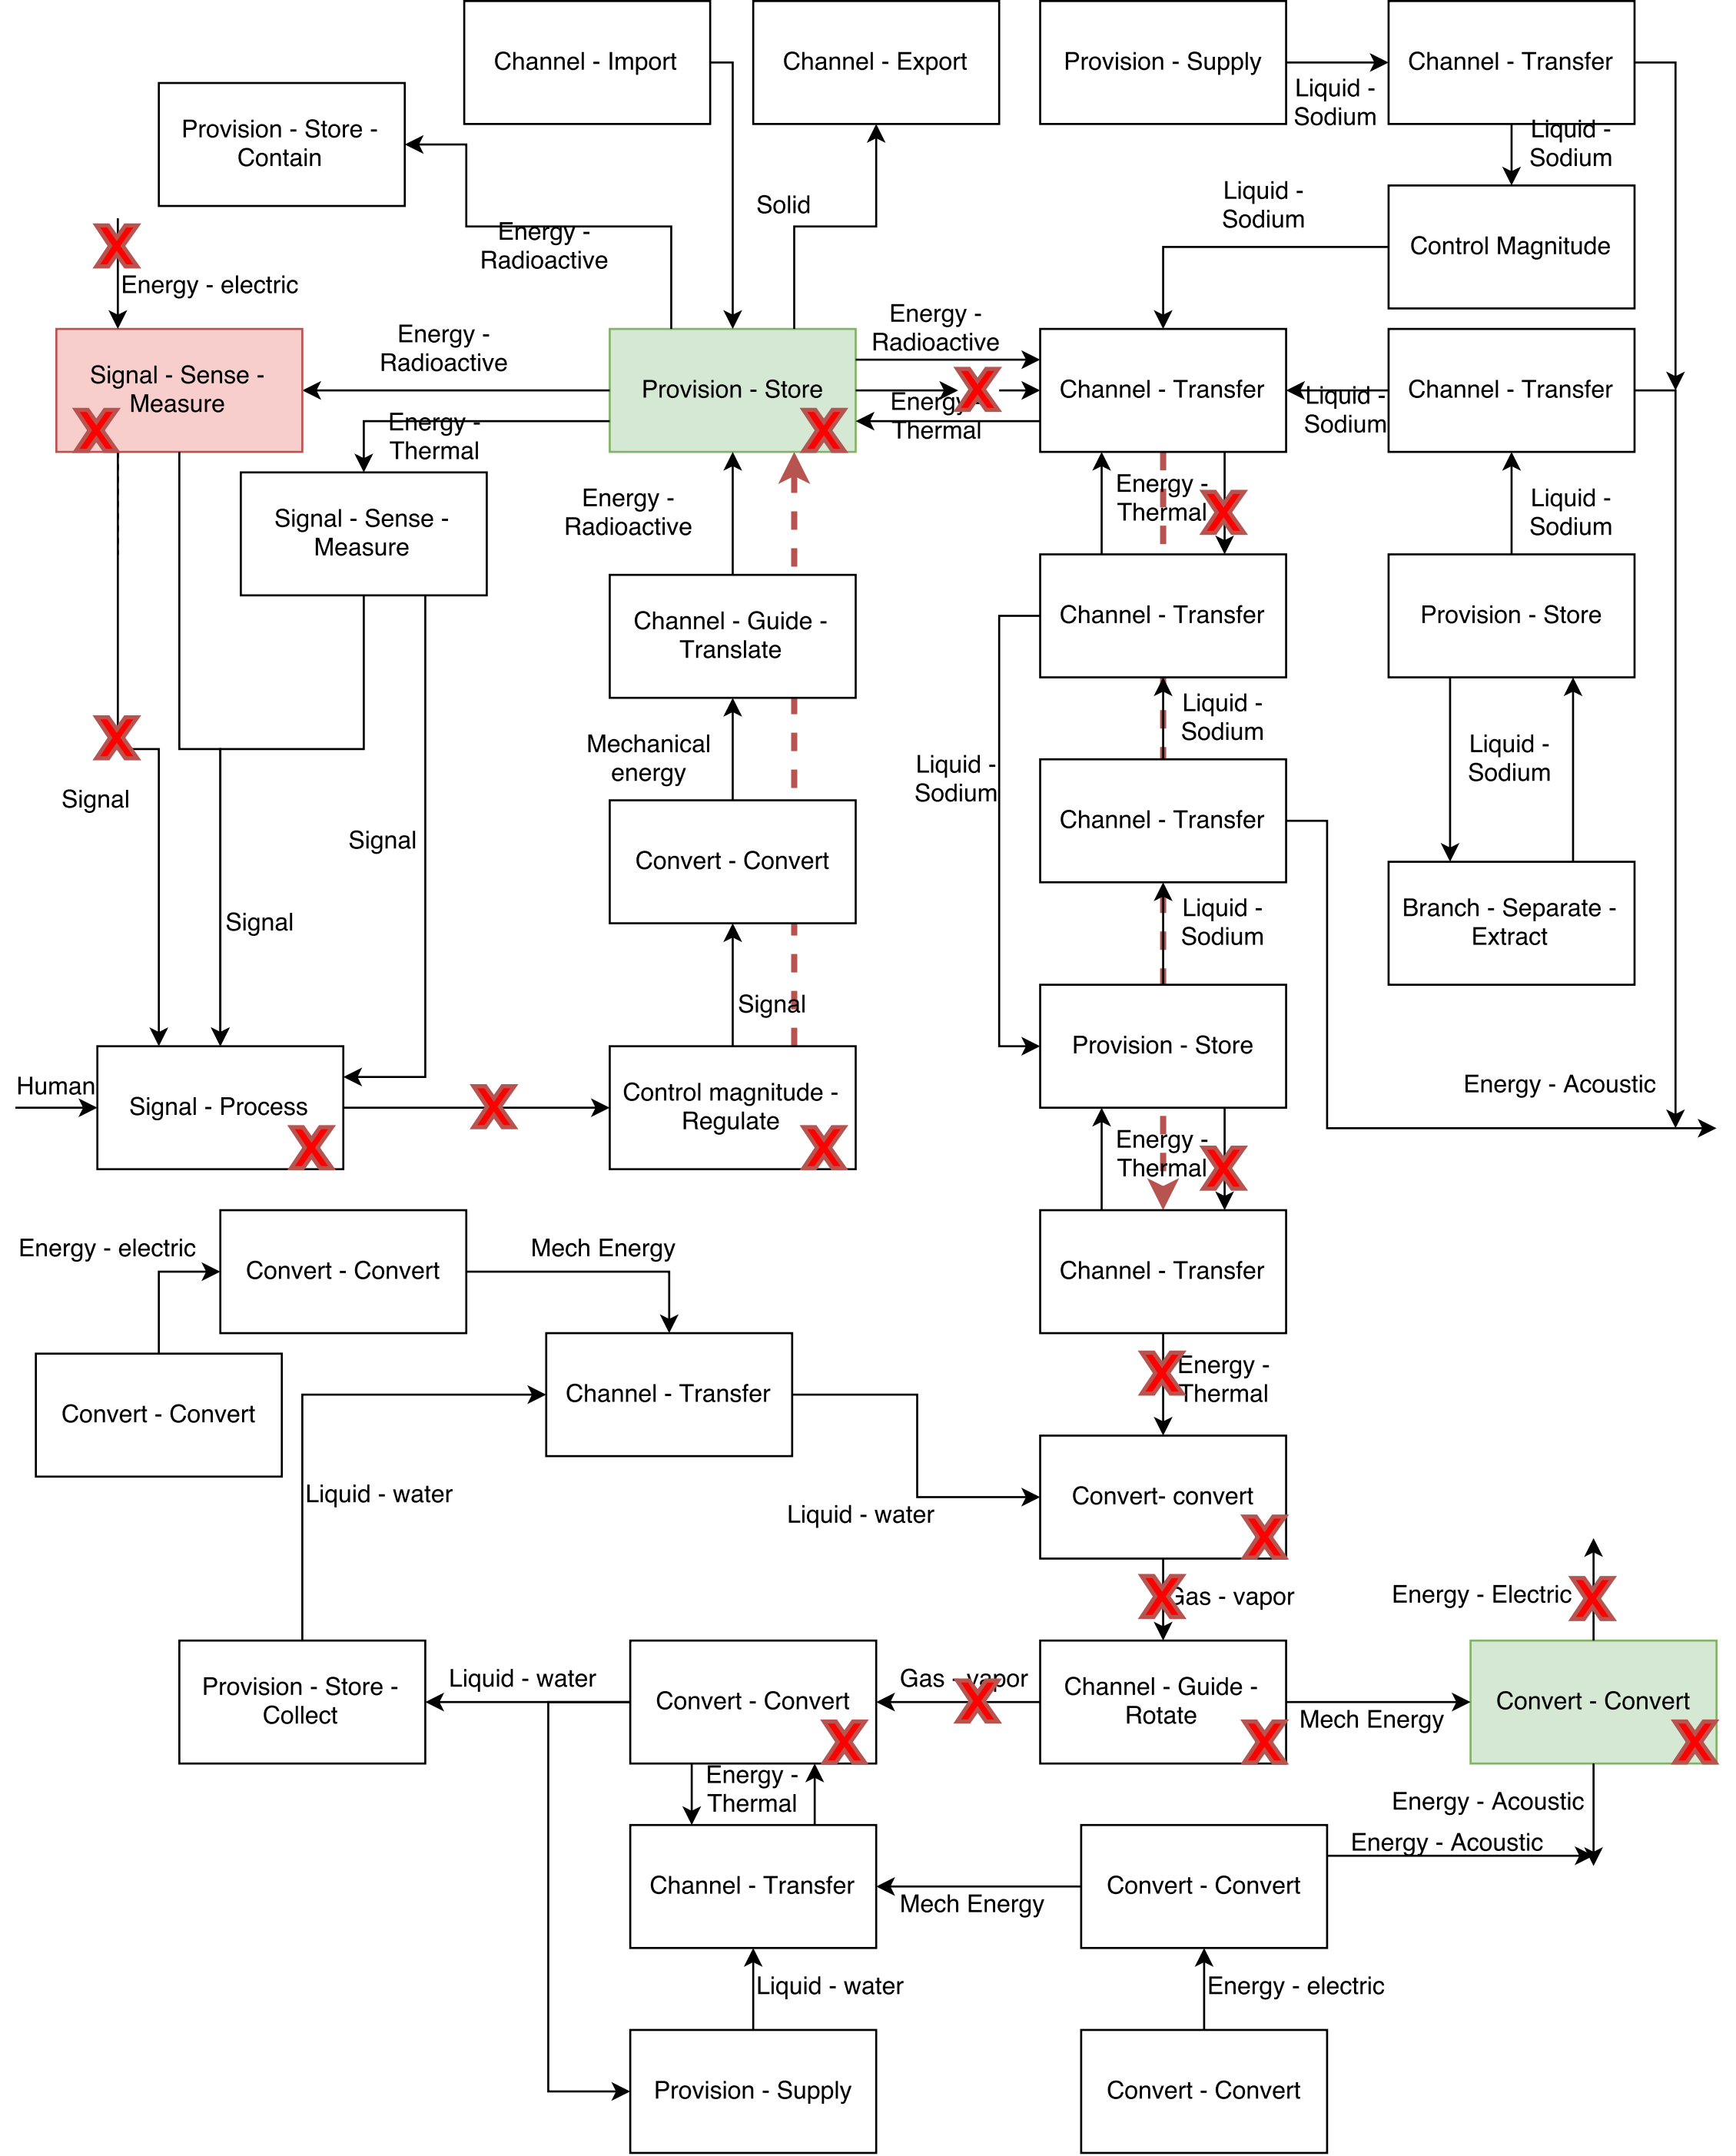 Channel - Import
Channel - Export
Provision - Supply
Liquid -
Sodium
Channel - Transfer
Provision - Store -
Contain
Liquid -
Sodium
Solid
Liquid -
Sodium
Control Magnitude
Energy -
Radioactive
X
Energy - electric
Signal - Sense -
Measure
X
Energy -
Radioactive
Provision - Store
X
Energy -
Radioactive
X
Energy -
Thermal
Channel - Transfer
Liquid -
Sodium
Channel - Transfer
Energy -
Thermal
Signal - Sense -
Measure
Energy -
Radioactive
Energy -
Thermal
X
Liquid -
Sodium
Channel - Guide -
Translate
Channel - Transfer
Provision - Store
X
Signal
Mechanical
energy
Liquid -
Sodium
Liquid -
Sodium
Liquid -
Sodium
Signal
Convert - Convert
Channel - Transfer
Signal
Liquid -
Sodium
Branch - Separate -
Extract
Signal
Provision - Store
Human
Signal - Process
X
X
Control magnitude -
Regulate
X
Energy - Acoustic
Energy -
Thermal
X
Energy - electric
Convert - Convert
Mech Energy
Channel - Transfer
Convert - Convert
Channel - Transfer
X
Energy -
Thermal
Liquid - water
Liquid - water
Convert- convert
X
X
Gas - vapor
Energy - Electric
X
Provision - Store -
Collect
Liquid - water
Convert - Convert
X
Gas - vapor
X
Channel - Guide -
Rotate
X
Mech Energy
Convert - Convert
X
Energy -
Thermal
Energy - Acoustic
Energy - Acoustic
Channel - Transfer
Mech Energy
Convert - Convert
Liquid - water
Energy - electric
Provision - Supply
Convert - Convert